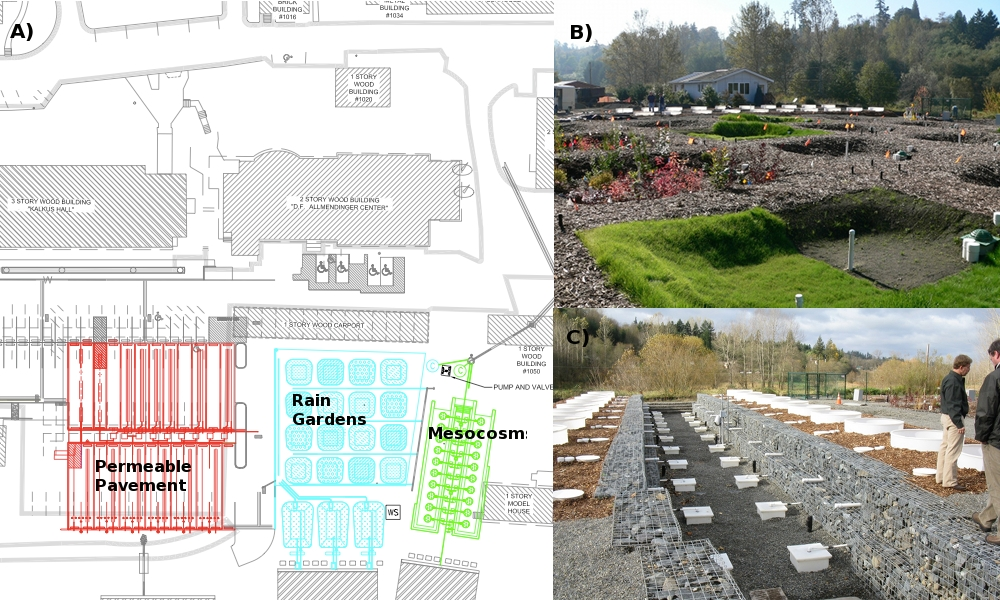 A)
BRICK
BUILDING
#1016
BUILDING
#1034
1 STORY
WOOD
BUILDING
#1020
2
3 STORY WOOD BUILDING
"KALKUS HALL"
2 STORY WOOD BUILDING
"D.F. ALLMENDINGER CENTER"
1 STORY WOOD CARPORT
1 STORY
WOOD
BUILDING
#1050
PUMP AND VALVE
C
C
Rain
Gardens
Mesocosms
Permeable
Pavement
WS
1 STORY
MODEL
HOUSE
B)
C)